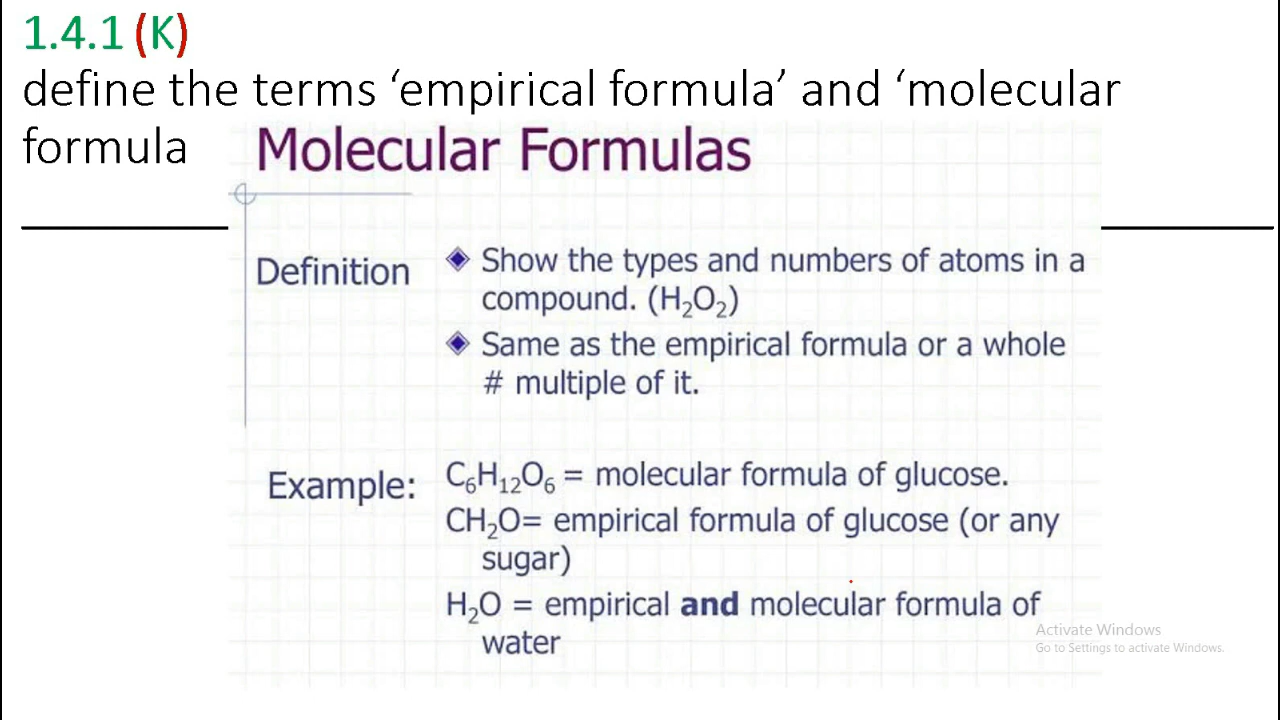 1.4.1 (K)
define the terms ‘empirical formula’ and ‘molecular
formula
Molecular Formulas
Definition
Show the types and numbers of atoms in a
compound. (H₂O₂)
Same as the empirical formula or a whole
# multiple of it.
Example:
C₆H₁₂O₆ = molecular formula of glucose.
CH₂O= empirical formula of glucose (or any
sugar)
H₂O = empirical and molecular formula of
water
Activate Windows
Go to Settings to activate Windows.